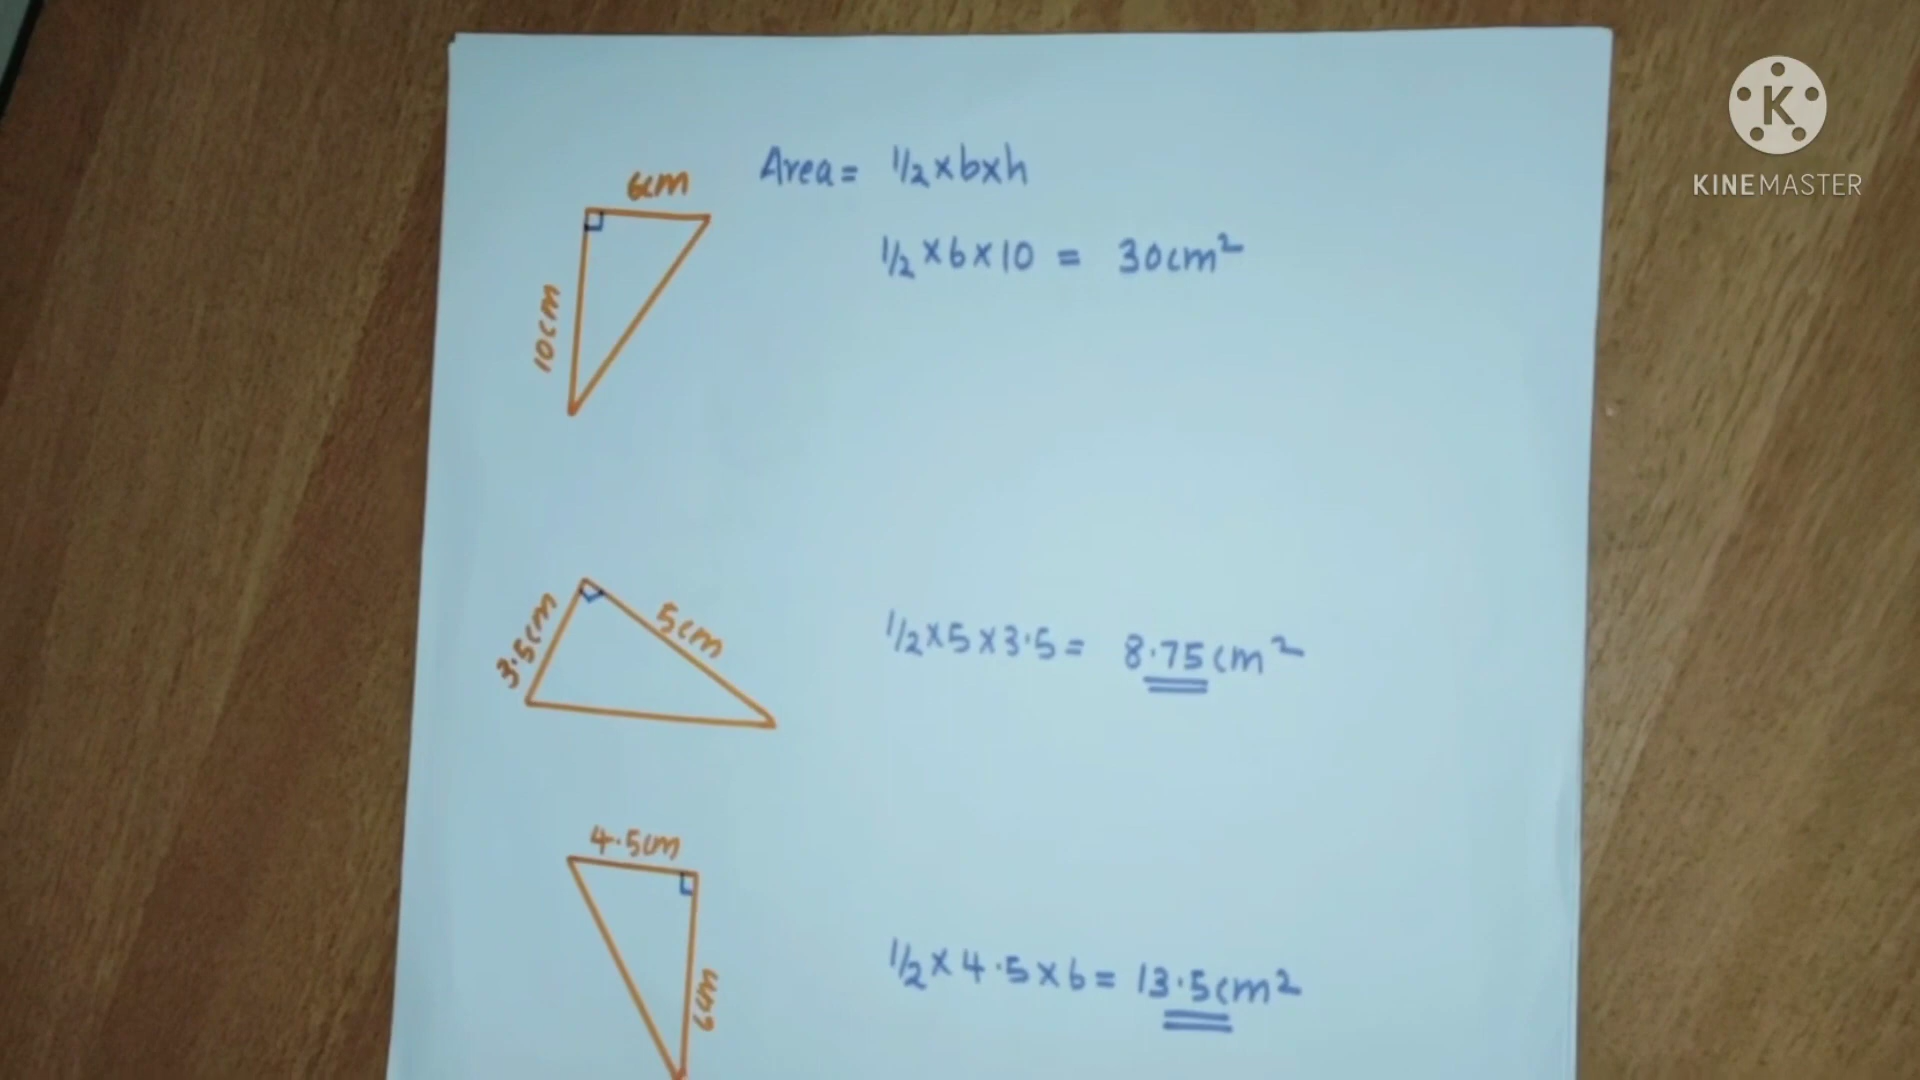 K
KINEMASTER
Area = 1/2 × b × h
6cm
1/2 × 6 × 10 = 30cm²
10cm
3.5cm
5cm
1/2 × 5 × 3.5 = 8.75cm²
4.5cm
6cm
1/2 × 4.5 × 6 = 13.5cm²